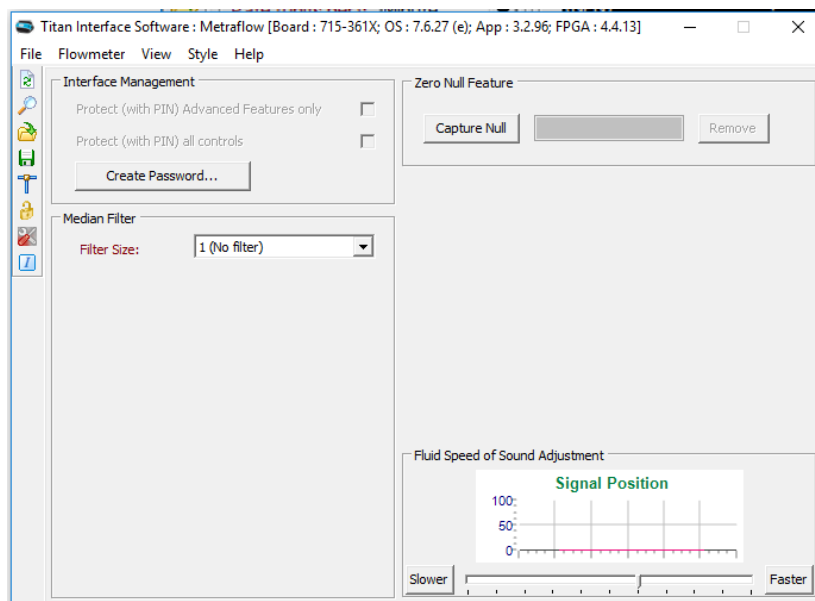 Titan Interface Software : Metraflow [Board : 715-361X; OS : 7.6.27 (e); App : 3.2.96; FPGA : 4.4.13]
File Flowmeter View Style Help
Interface Management
Protect (with PIN) Advanced Features only
Protect (with PIN) all controls
Create Password...
Median Filter
Filter Size: 1 (No filter)
Zero Null Feature
Capture Null Remove
Fluid Speed of Sound Adjustment
Signal Position
100
50
0
Slower Faster